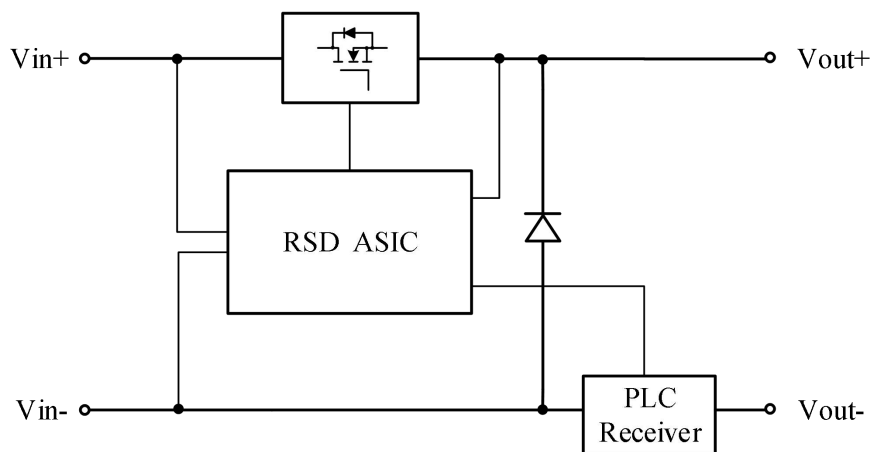 Vin+
Vout+
RSD ASIC
Vin-
PLC
Receiver
Vout-